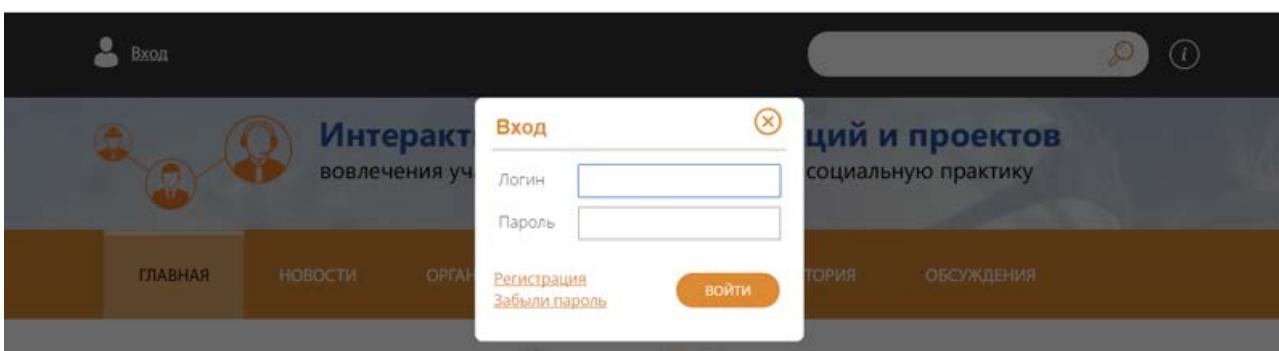 Вход
Вход
Интеракт ций и проектов
вовлечения уч социальную практику
Логин
Пароль
ГЛАВНАЯ НОВОСТИ ОРГАН ТОРИЯ ОБСУЖДЕНИЯ
Регистрация ВОЙТИ
Забыли пароль